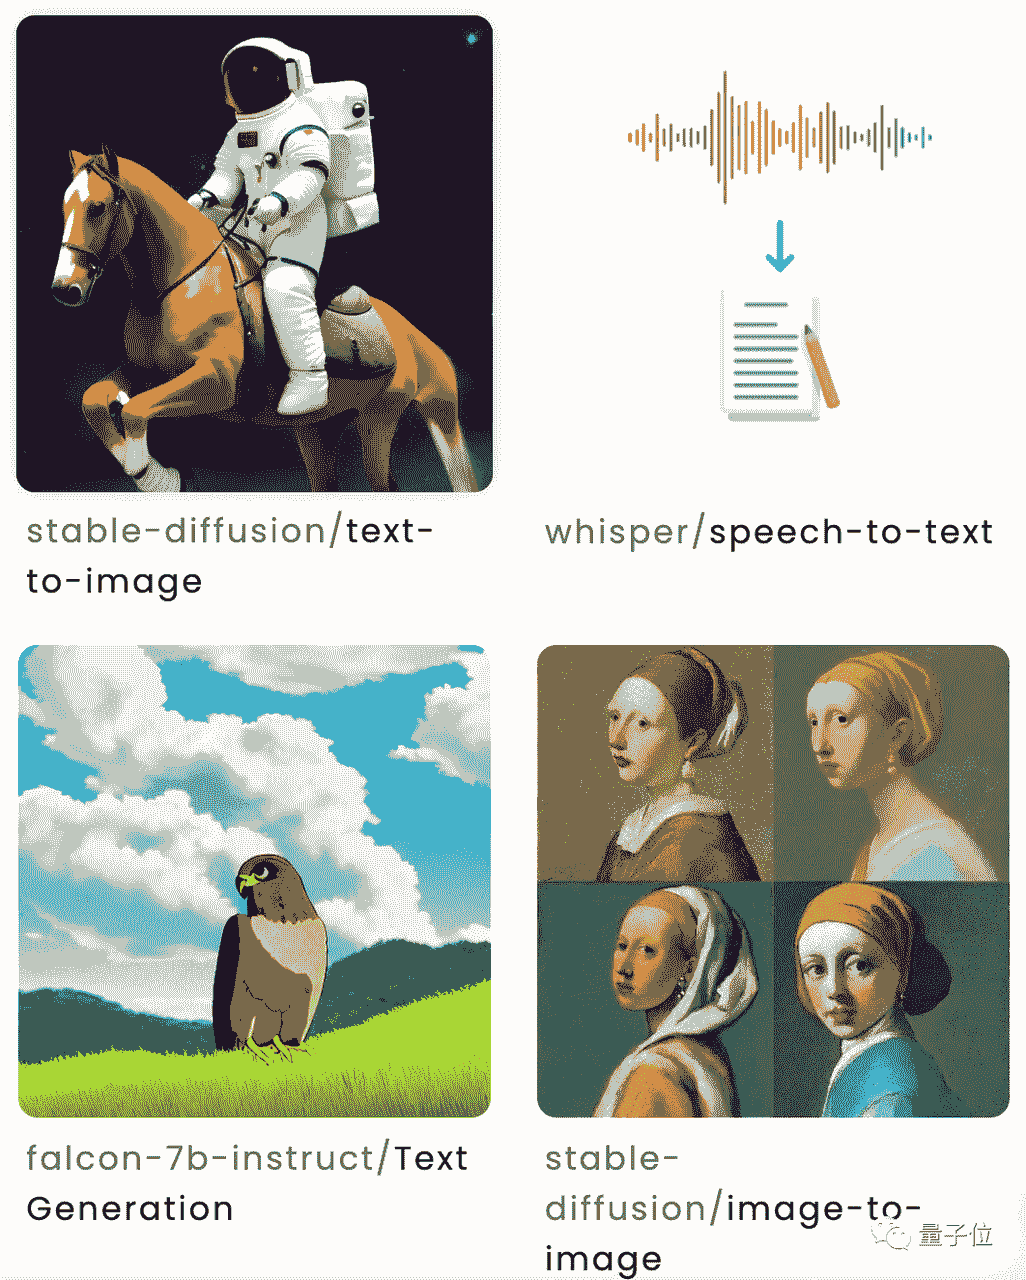 stable-diffusion/text-
to-image
whisper/speech-to-text
falcon-7b-instruct/Text
Generation
stable-
diffusion/image-to-
image
量子位